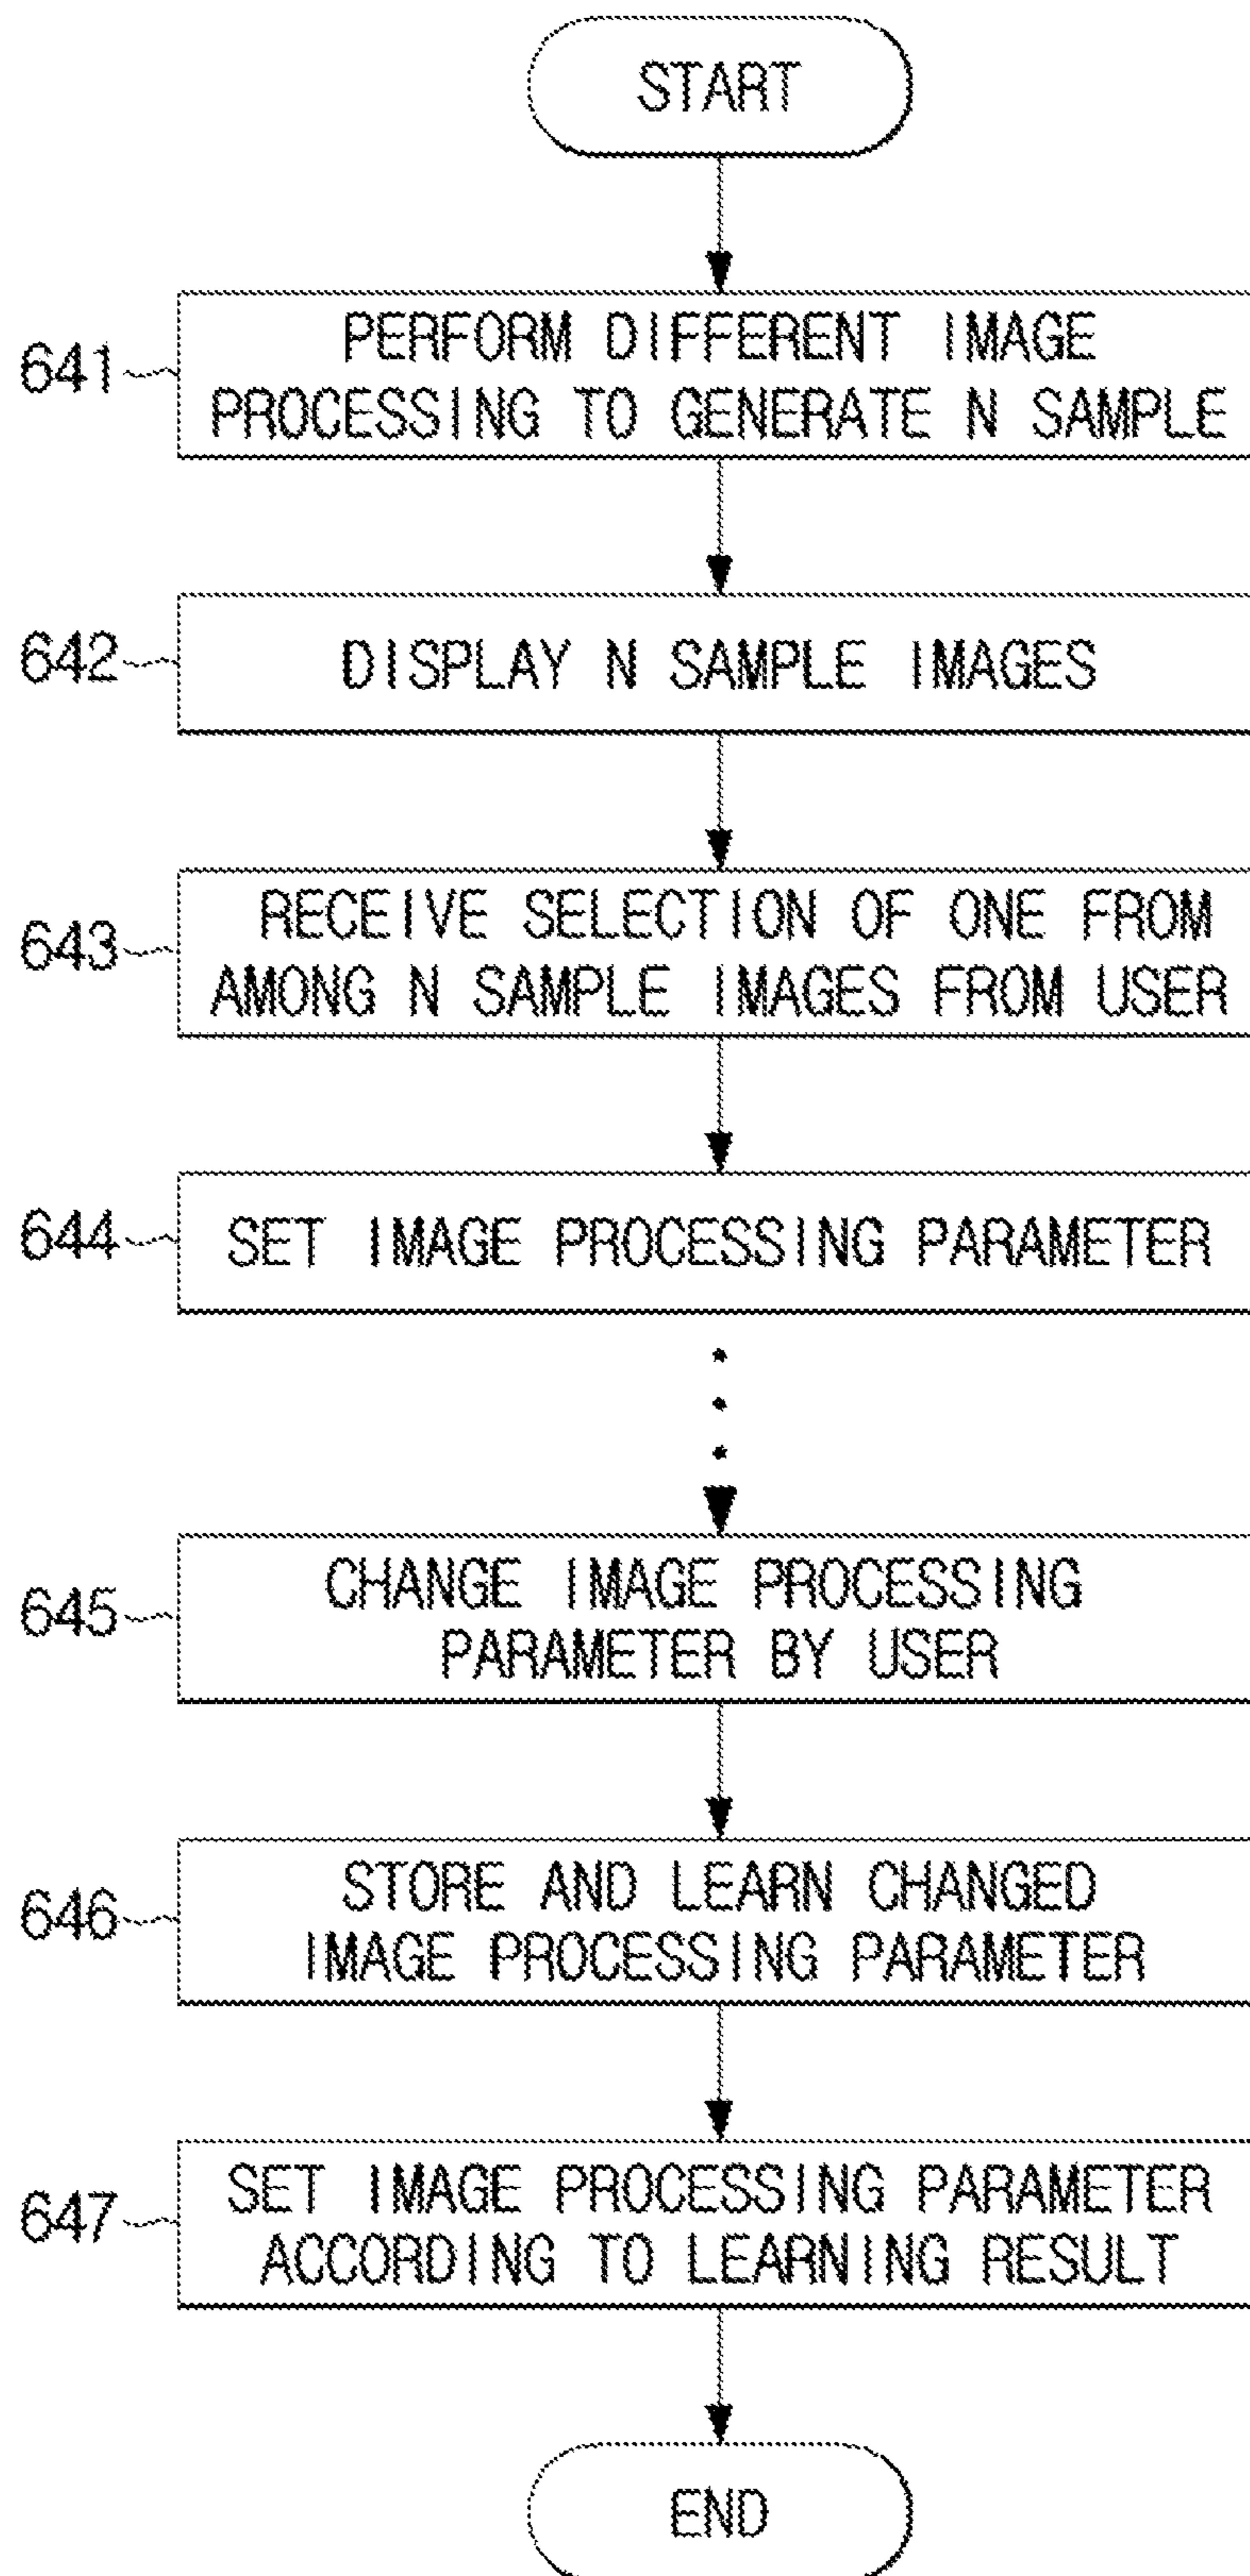 START
641
PERFORM DIFFERENT IMAGE
PROCESSING TO GENERATE N SAMPLE
642
DISPLAY N SAMPLE IMAGES
643
RECEIVE SELECTION OF ONE FROM
AMONG N SAMPLE IMAGES FROM USER
644
SET IMAGE PROCESSING PARAMETER
645
CHANGE IMAGE PROCESSING
PARAMETER BY USER
646
STORE AND LEARN CHANGED
IMAGE PROCESSING PARAMETER
647
SET IMAGE PROCESSING PARAMETER
ACCORDING TO LEARNING RESULT
END